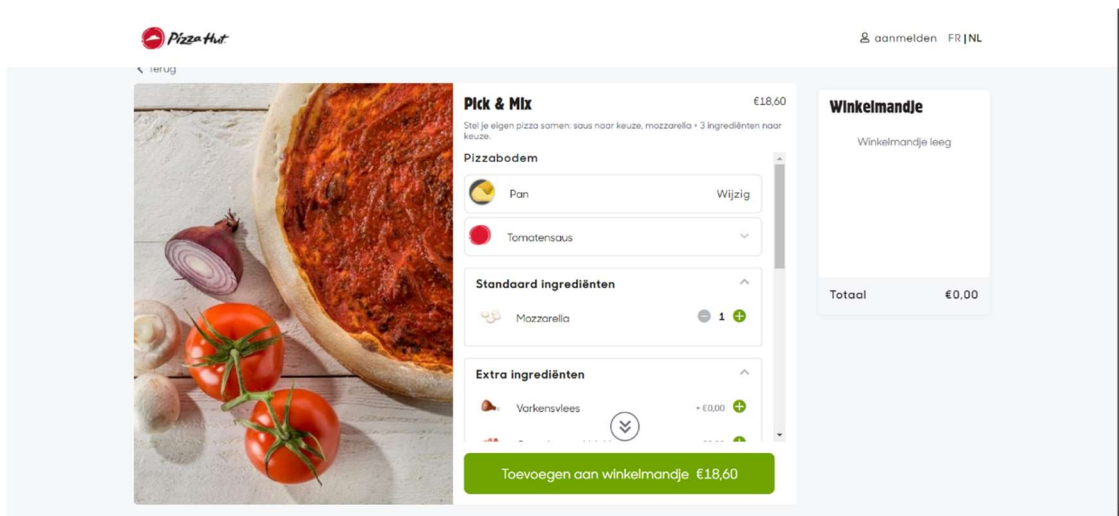 Pizza Hut
aanmelden FR|NL
Terug
Pick & Mix €18,60
Stel je eigen pizza samen: saus naar keuze, mozzarella + 3 ingrediënten naar
keuze.
Pizzabodem
Pan Wijzig
Tomatensaus
Standaard ingrediënten
Mozzarella 1
Extra ingrediënten
Varkensvlees + €0,00
Toevoegen aan winkelmandje €18,60
Winkelmandje
Winkelmandje leeg
Totaal €0,00